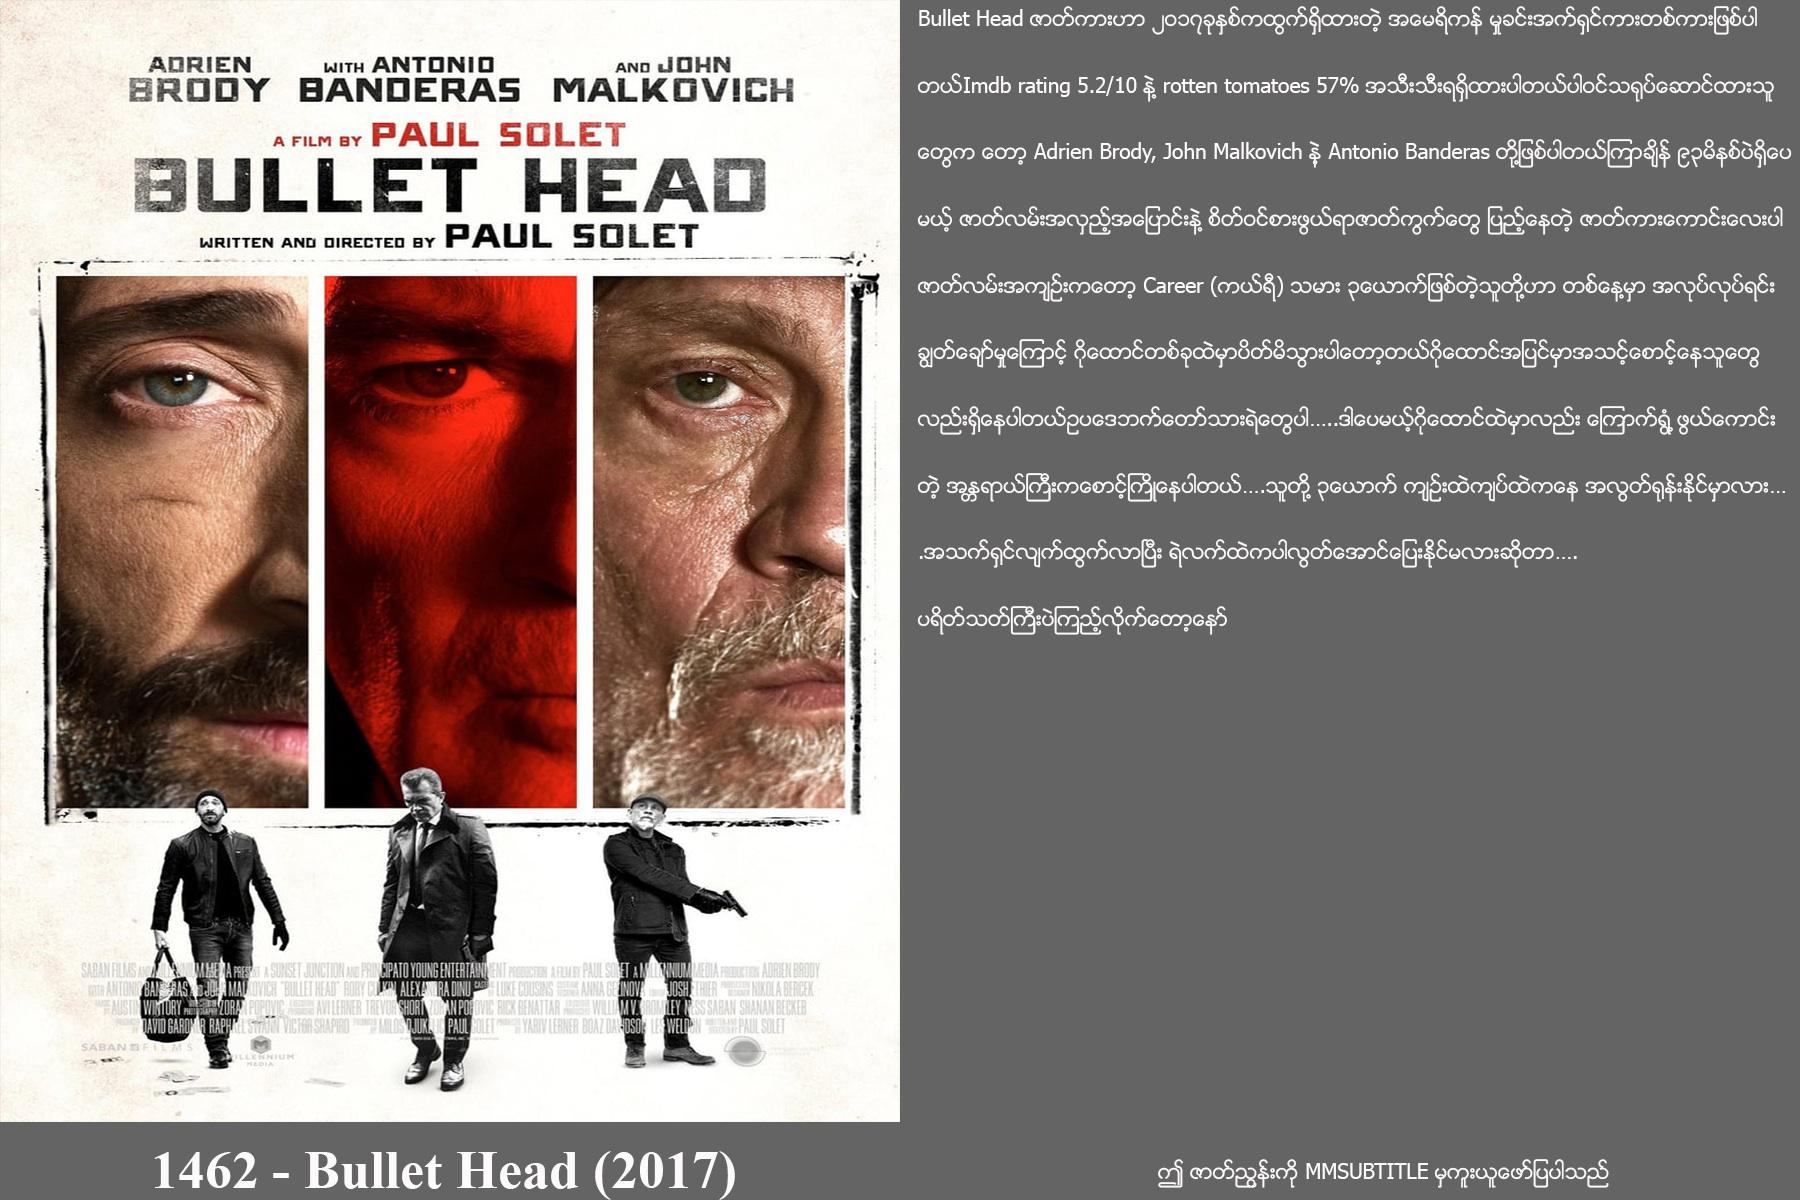 ADRIEN BRODY
WITH ANTONIO BANDERAS
AND JOHN MALKOVICH
A FILM BY PAUL SOLET
BULLET HEAD
WRITTEN AND DIRECTED BY PAUL SOLET
SABAN FILMS
MILLENNIUM MEDIA
1462 - Bullet Head (2017)
Bullet Head ဇာတ်ကားဟာ ၂၀၁၇ခုနှစ်ကထွက်ရှိထားတဲ့ အမေရိကန် မှုခင်းအက်ရှင်ကားတစ်ကားဖြစ်ပါ
တယ်Imdb rating 5.2/10 နဲ့ rotten tomatoes 57% အသီးသီးရရှိထားပါတယ်ပါဝင်သရုပ်ဆောင်ထားသူ
တွေက တော့ Adrien Brody, John Malkovich နဲ့ Antonio Banderas တို့ဖြစ်ပါတယ်ကြာချိန် ၉၃မိနစ်ပဲရှိပေ
မယ့် ဇာတ်လမ်းအလှည့်အပြောင်းနဲ့ စိတ်ဝင်စားဖွယ်ရာဇာတ်ကွက်တွေ ပြည့်နေတဲ့ ဇာတ်ကားကောင်းလေးပါ
ဇာတ်လမ်းအကျဉ်းကတော့ Career (ကယ်ရီ) သမား ၃ယောက်ဖြစ်တဲ့သူတို့ဟာ တစ်နေ့မှာ အလုပ်လုပ်ရင်း
ချွတ်ချော်မှုကြောင့် ဂိုထောင်တစ်ခုထဲမှာပိတ်မိသွားပါတော့တယ်ဂိုထောင်အပြင်မှာအသင့်စောင့်နေသူတွေ
လည်းရှိနေပါတယ်ဥပဒေဘက်တော်သားရဲတွေပါ…..ဒါပေမယ့်ဂိုထောင်ထဲမှာလည်း ကြောက်ရွံ့ ဖွယ်ကောင်း
တဲ့ အန္တရာယ်ကြီးကစောင့်ကြိုနေပါတယ်….သူတို့ ၃ယောက် ကျဉ်းထဲကျပ်ထဲကနေ အလွတ်ရုန်းနိုင်မှာလား…
.အသက်ရှင်လျက်ထွက်လာပြီး ရဲလက်ထဲကပါလွတ်အောင်ပြေးနိုင်မလားဆိုတာ….
ပရိတ်သတ်ကြီးပဲကြည့်လိုက်တော့နော်
ဤ ဇာတ်ညွှန်းကို MMSUBTITLE မှကူးယူဖော်ပြပါသည်